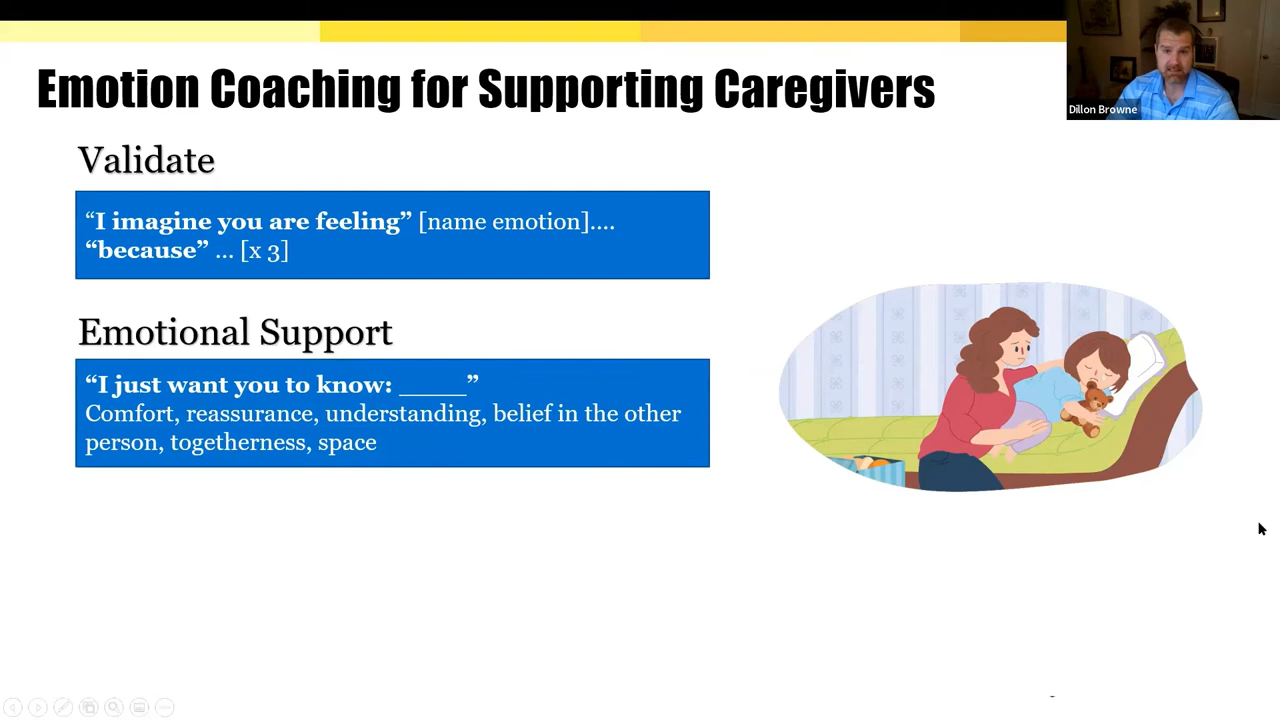 Emotion Coaching for Supporting Caregivers
Dillon Browne
Validate
“I imagine you are feeling” [name emotion]....
“because” ... [x 3]
Emotional Support
“I just want you to know: _____”
Comfort, reassurance, understanding, belief in the other
person, togetherness, space